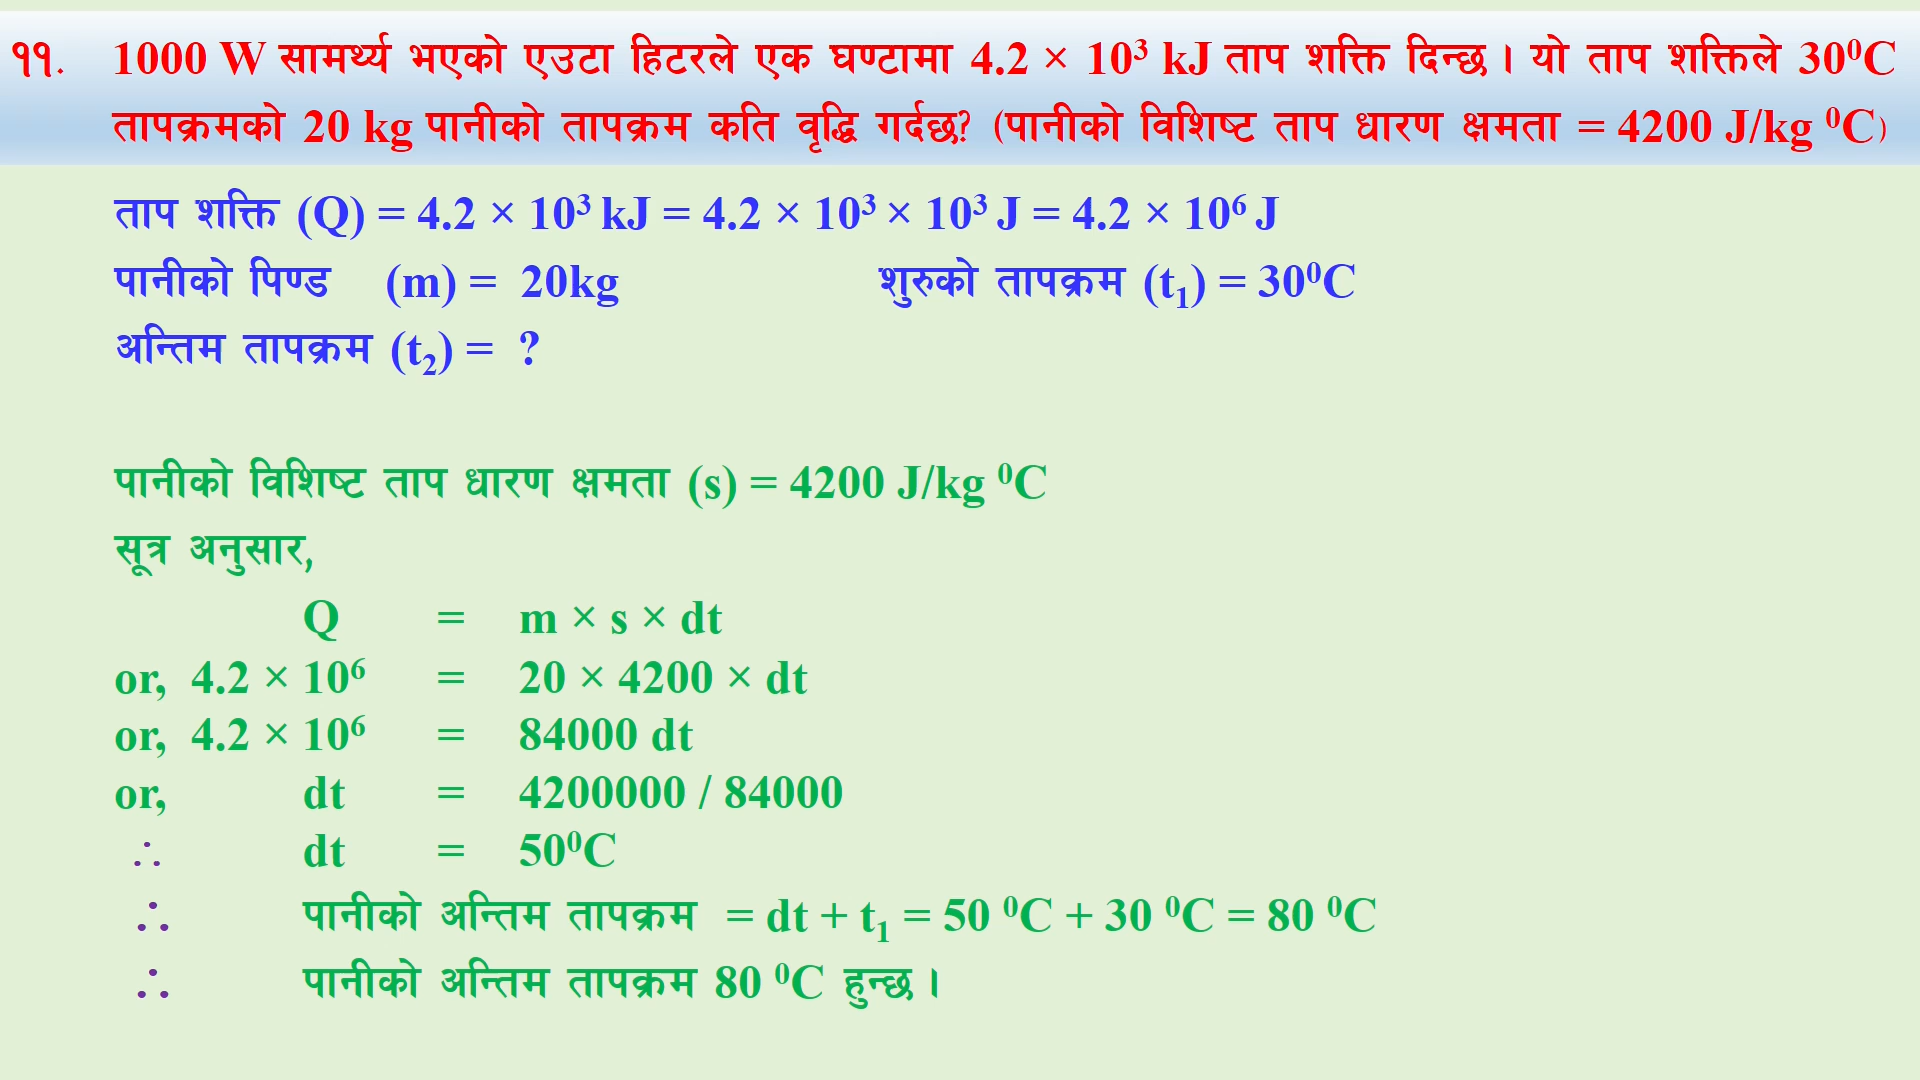 ११. 1000 W सामर्थ्य भएको एउटा हिटरले एक घण्टामा 4.2 × 10³ kJ ताप शक्ति दिन्छ । यो ताप शक्तिले 30⁰C
तापक्रमको 20 kg पानीको तापक्रम कति वृद्धि गर्दछ? (पानीको विशिष्ट ताप धारण क्षमता = 4200 J/kg ⁰C)
ताप शक्ति (Q) = 4.2 × 10³ kJ = 4.2 × 10³ × 10³ J = 4.2 × 10⁶ J
पानीको पिण्ड (m) = 20kg शुरुको तापक्रम (t₁) = 30⁰C
अन्तिम तापक्रम (t₂) = ?
पानीको विशिष्ट ताप धारण क्षमता (s) = 4200 J/kg ⁰C
सूत्र अनुसार,
Q = m × s × dt
or, 4.2 × 10⁶ = 20 × 4200 × dt
or, 4.2 × 10⁶ = 84000 dt
or, dt = 4200000 / 84000
∴ dt = 50⁰C
∴ पानीको अन्तिम तापक्रम = dt + t₁ = 50 ⁰C + 30 ⁰C = 80 ⁰C
∴ पानीको अन्तिम तापक्रम 80 ⁰C हुन्छ ।